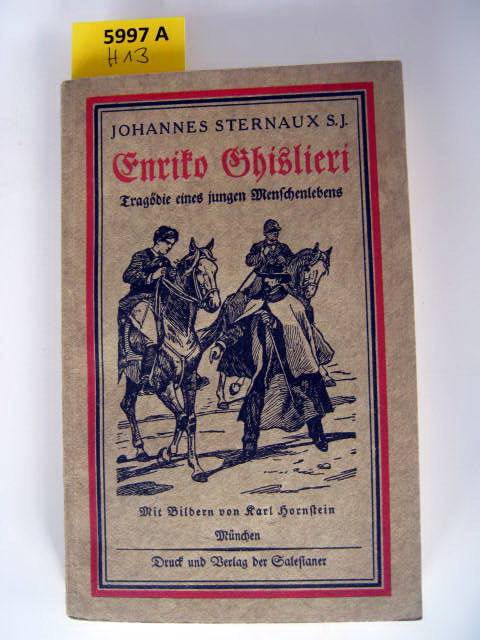 5997 A
H 13
JOHANNES STERNAUX S.J.
Enriko Ghislieri
Tragödie eines jungen Menschenlebens
Mit Bildern von Karl Hornstein
München
Druck und Verlag der Salesianer